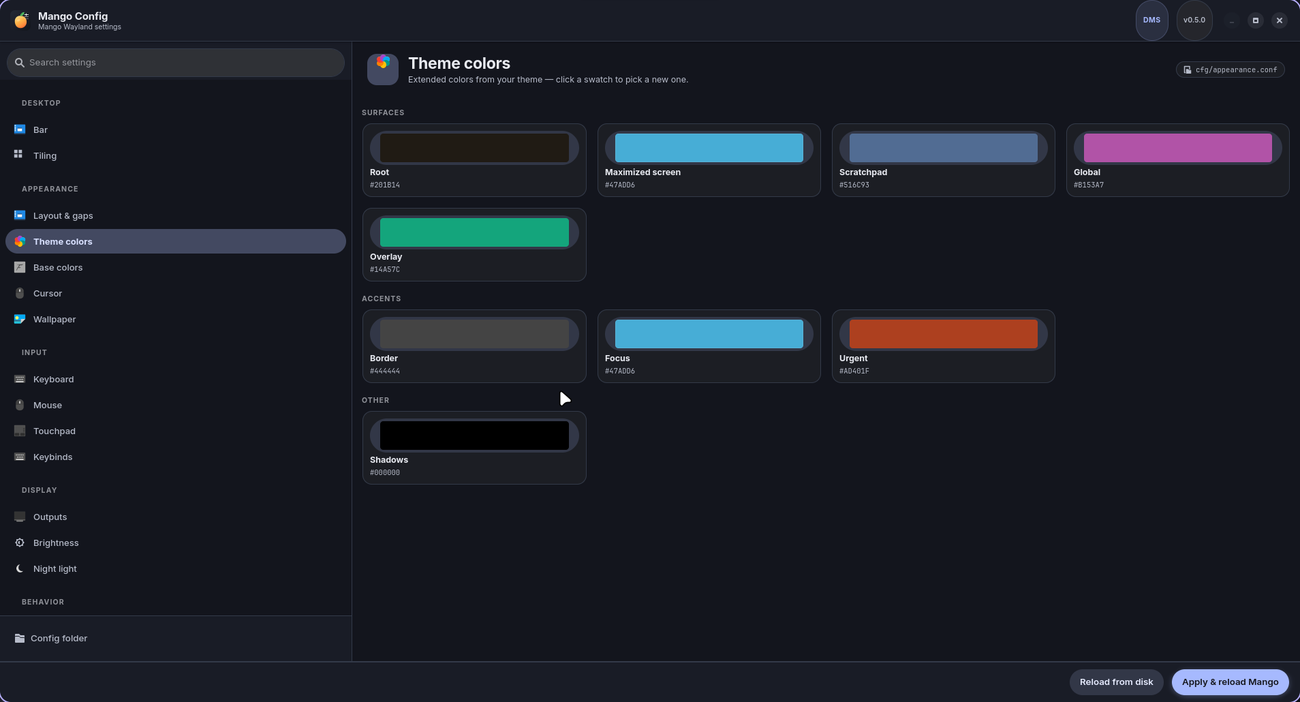 Mango Config
Mango Wayland settings
DMS
v0.5.0
Search settings
DESKTOP
Bar
Tiling
APPEARANCE
Layout & gaps
Theme colors
Base colors
Cursor
Wallpaper
INPUT
Keyboard
Mouse
Touchpad
Keybinds
DISPLAY
Outputs
Brightness
Night light
BEHAVIOR
Config folder
Theme colors
Extended colors from your theme — click a swatch to pick a new one.
cfg/appearance.conf
SURFACES
Root
#201B14
Maximized screen
#47ADD6
Scratchpad
#516C93
Global
#B153A7
Overlay
#14A57C
ACCENTS
Border
#444444
Focus
#47ADD6
Urgent
#AD401F
OTHER
Shadows
#000000
Reload from disk
Apply & reload Mango